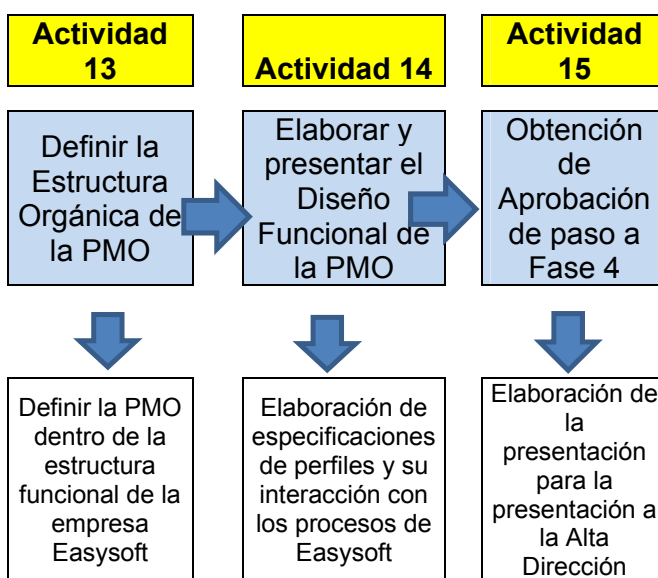 Actividad
13
Actividad 14
Actividad
15
Definir la
Estructura
Orgánica de
la PMO
Elaborar y
presentar el
Diseño
Funcional de
la PMO
Obtención
de
Aprobación
de paso a
Fase 4
Definir la PMO
dentro de la
estructura
funcional de la
empresa
Easysoft
Elaboración de
especificaciones
de perfiles y su
interacción con
los procesos de
Easysoft
Elaboración de
la
presentación
para la
presentación a
la Alta
Dirección